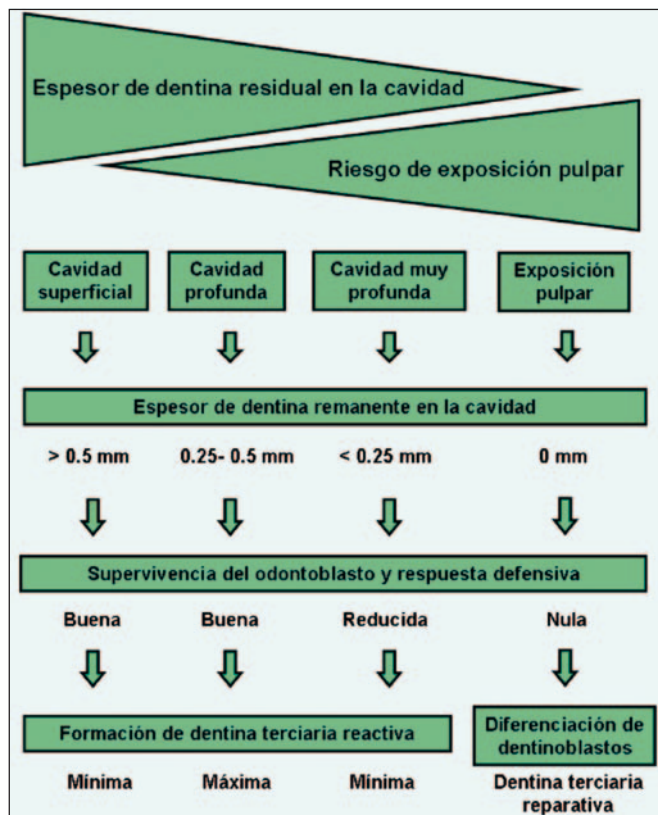 Espesor de dentina residual en la cavidad
Riesgo de exposición pulpar
Cavidad
superficial
Cavidad
profunda
Cavidad muy
profunda
Exposición
pulpar
Espesor de dentina remanente en la cavidad
> 0.5 mm
0.25- 0.5 mm
< 0.25 mm
0 mm
Supervivencia del odontoblasto y respuesta defensiva
Buena
Buena
Reducida
Nula
Formación de dentina terciaria reactiva
Diferenciación de
dentinoblastos
Mínima
Máxima
Mínima
Dentina terciaria
reparativa